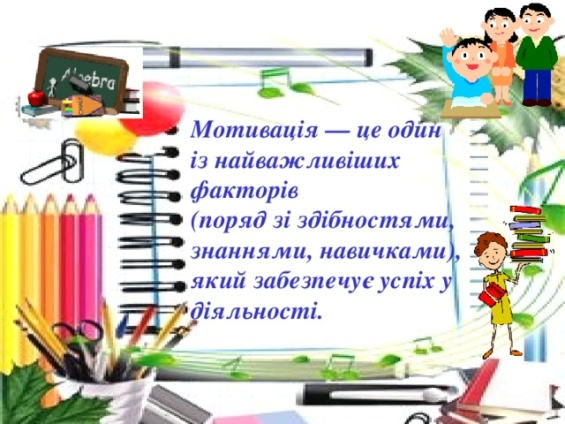 Algebra
Мотивація — це один
із найважливіших
факторів
(поряд зі здібностями,
знаннями, навичками),
який забезпечує успіх у
діяльності.